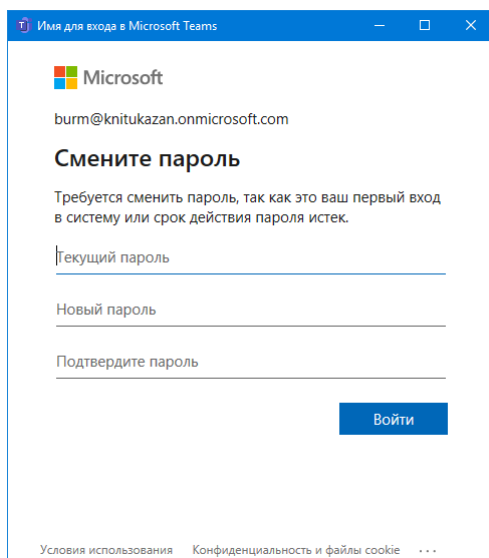 Имя для входа в Microsoft Teams
Microsoft
burm@knitukazan.onmicrosoft.com
Смените пароль
Требуется сменить пароль, так как это ваш первый вход
в систему или срок действия пароля истек.
Текущий пароль
Новый пароль
Подтвердите пароль
Войти
Условия использования Конфиденциальность и файлы cookie ...